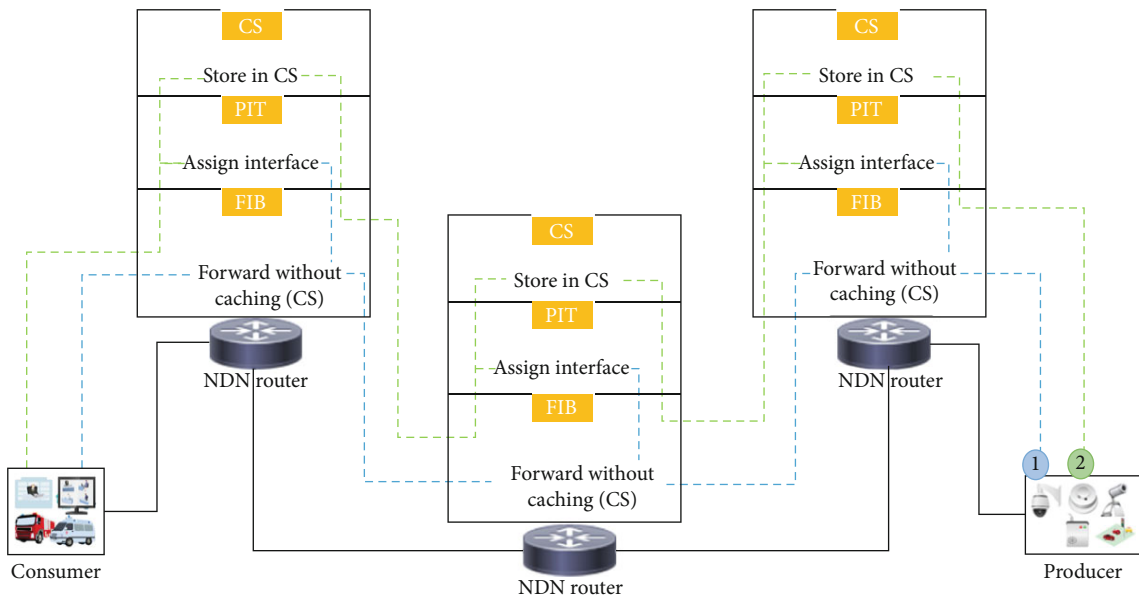 CS
Store in CS
PIT
Assign interface
FIB
Forward without
caching (CS)
NDN router
CS
Store in CS
PIT
Assign interface
FIB
Forward without
caching (CS)
NDN router
CS
Store in CS
PIT
Assign interface
FIB
Forward without
caching (CS)
NDN router
Consumer
1
2
Producer